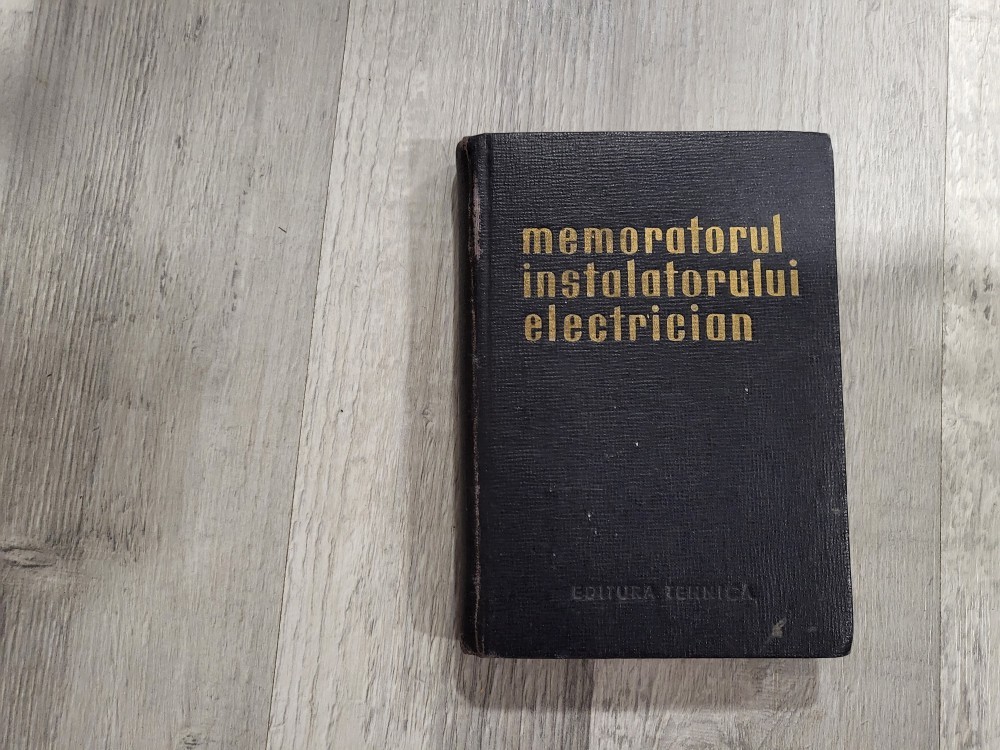 memoratorul
instalatorului
electrician
EDITURA TEHNICĂ